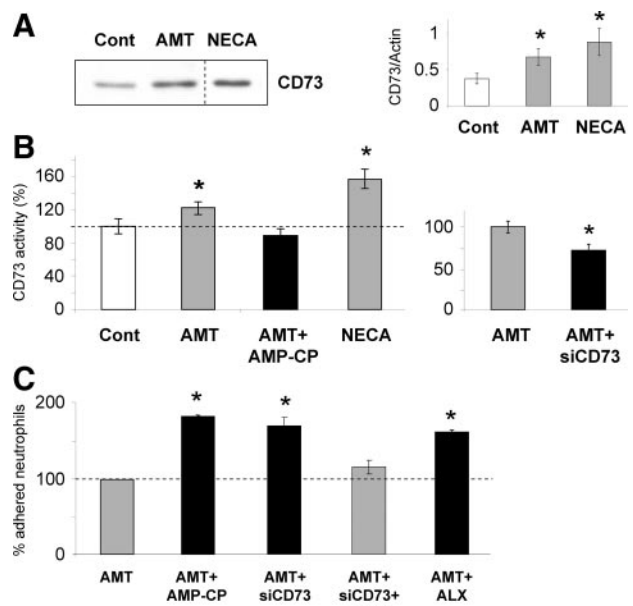 A
Cont AMT NECA
CD73
CD73/Actin
1
0.5
0
*
*
Cont AMT NECA
B
CD73 activity (%)
160
120
80
40
0
*
*
Cont AMT AMT+ NECA
AMP-CP
100
50
0
*
AMT AMT+
siCD73
C
% adhered neutrophils
200
100
0
*
*
*
AMT AMT+ AMT+ AMT+ AMT+
AMP-CP siCD73 siCD73+ ALX